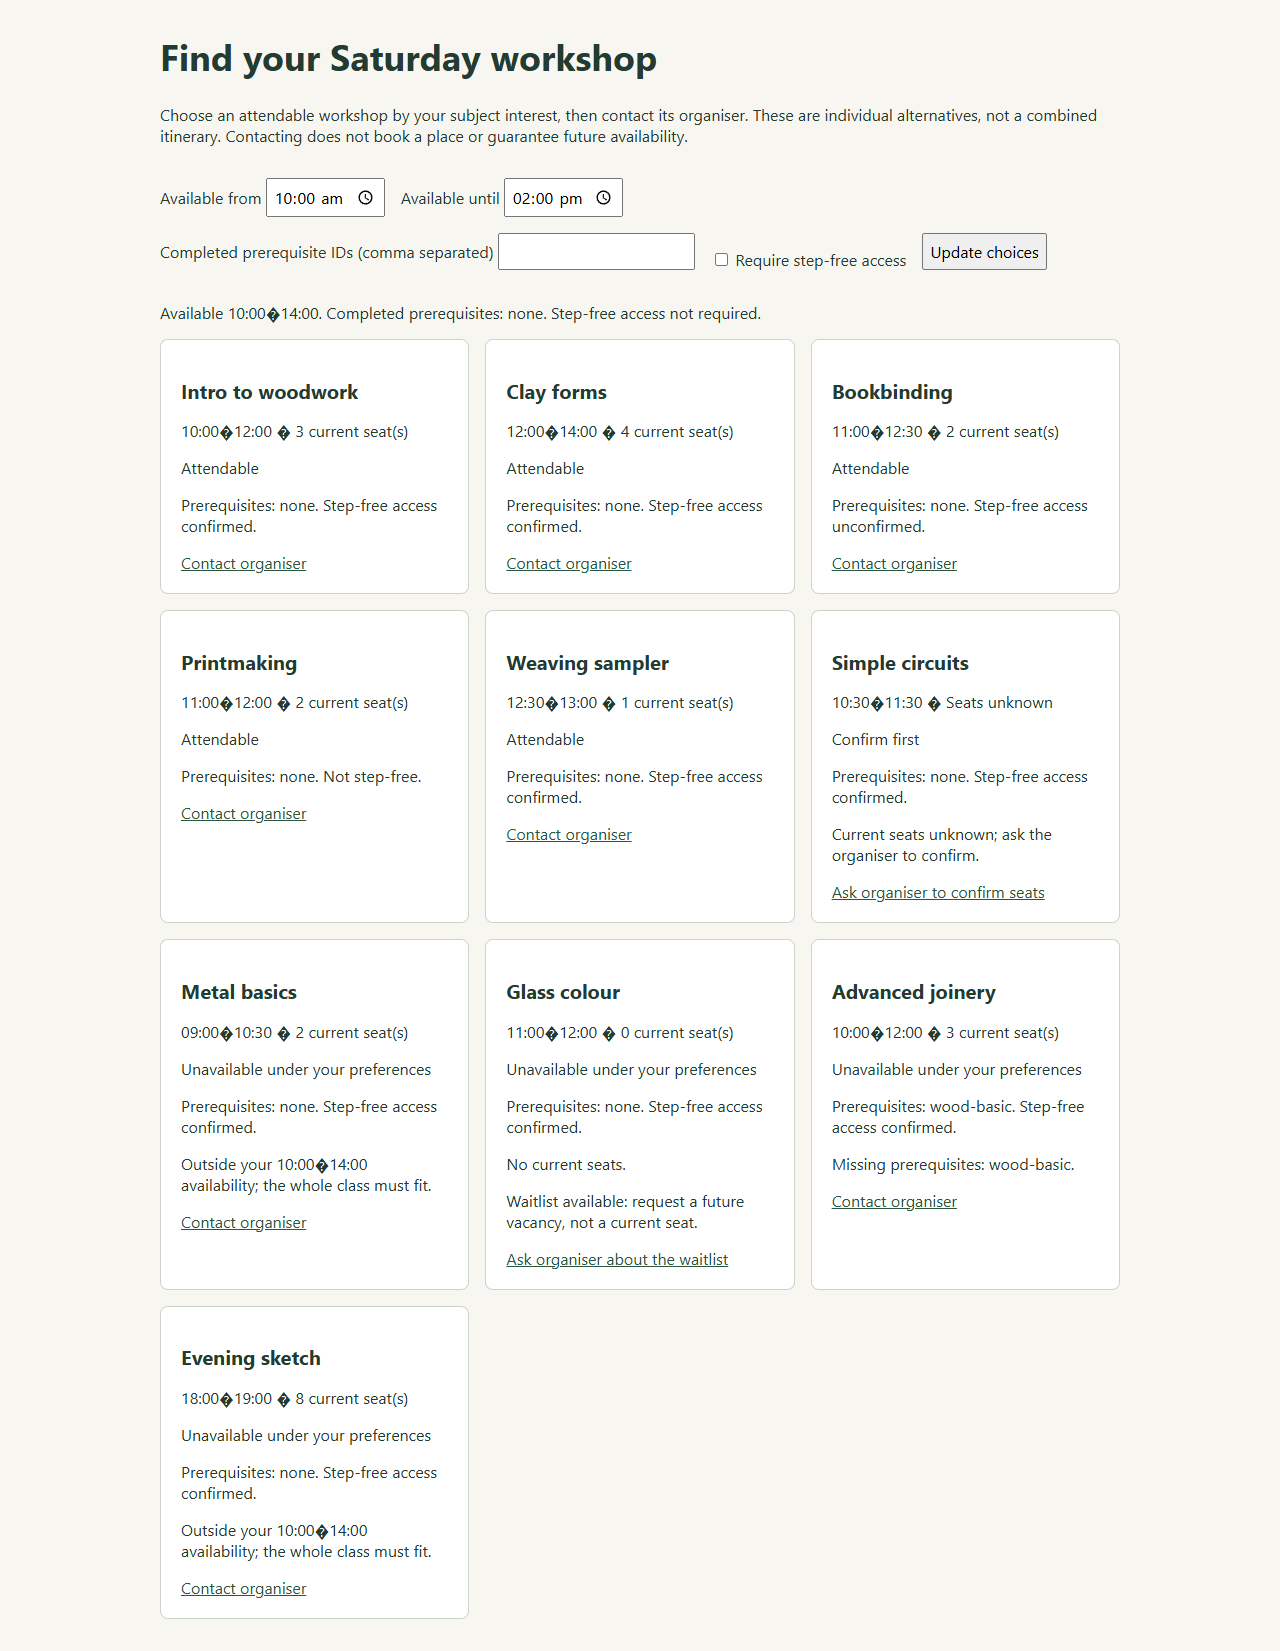 Find your Saturday workshop
Choose an attendable workshop by your subject interest, then contact its organiser. These are individual alternatives, not a combined
itinerary. Contacting does not book a place or guarantee future availability.
Available from 10:00 am Available until 02:00 pm
Completed prerequisite IDs (comma separated) Require step-free access Update choices
Available 10:00�14:00. Completed prerequisites: none. Step-free access not required.
Intro to woodwork
10:00�12:00 � 3 current seat(s)
Attendable
Prerequisites: none. Step-free access
confirmed.
Contact organiser
Clay forms
12:00�14:00 � 4 current seat(s)
Attendable
Prerequisites: none. Step-free access
confirmed.
Contact organiser
Bookbinding
11:00�12:30 � 2 current seat(s)
Attendable
Prerequisites: none. Step-free access
unconfirmed.
Contact organiser
Printmaking
11:00�12:00 � 2 current seat(s)
Attendable
Prerequisites: none. Not step-free.
Contact organiser
Weaving sampler
12:30�13:00 � 1 current seat(s)
Attendable
Prerequisites: none. Step-free access
confirmed.
Contact organiser
Simple circuits
10:30�11:30 � Seats unknown
Confirm first
Prerequisites: none. Step-free access
confirmed.
Current seats unknown; ask the
organiser to confirm.
Ask organiser to confirm seats
Metal basics
09:00�10:30 � 2 current seat(s)
Unavailable under your preferences
Prerequisites: none. Step-free access
confirmed.
Outside your 10:00�14:00
availability; the whole class must fit.
Contact organiser
Glass colour
11:00�12:00 � 0 current seat(s)
Unavailable under your preferences
Prerequisites: none. Step-free access
confirmed.
No current seats.
Waitlist available: request a future
vacancy, not a current seat.
Ask organiser about the waitlist
Advanced joinery
10:00�12:00 � 3 current seat(s)
Unavailable under your preferences
Prerequisites: wood-basic. Step-free
access confirmed.
Missing prerequisites: wood-basic.
Contact organiser
Evening sketch
18:00�19:00 � 8 current seat(s)
Unavailable under your preferences
Prerequisites: none. Step-free access
confirmed.
Outside your 10:00�14:00
availability; the whole class must fit.
Contact organiser